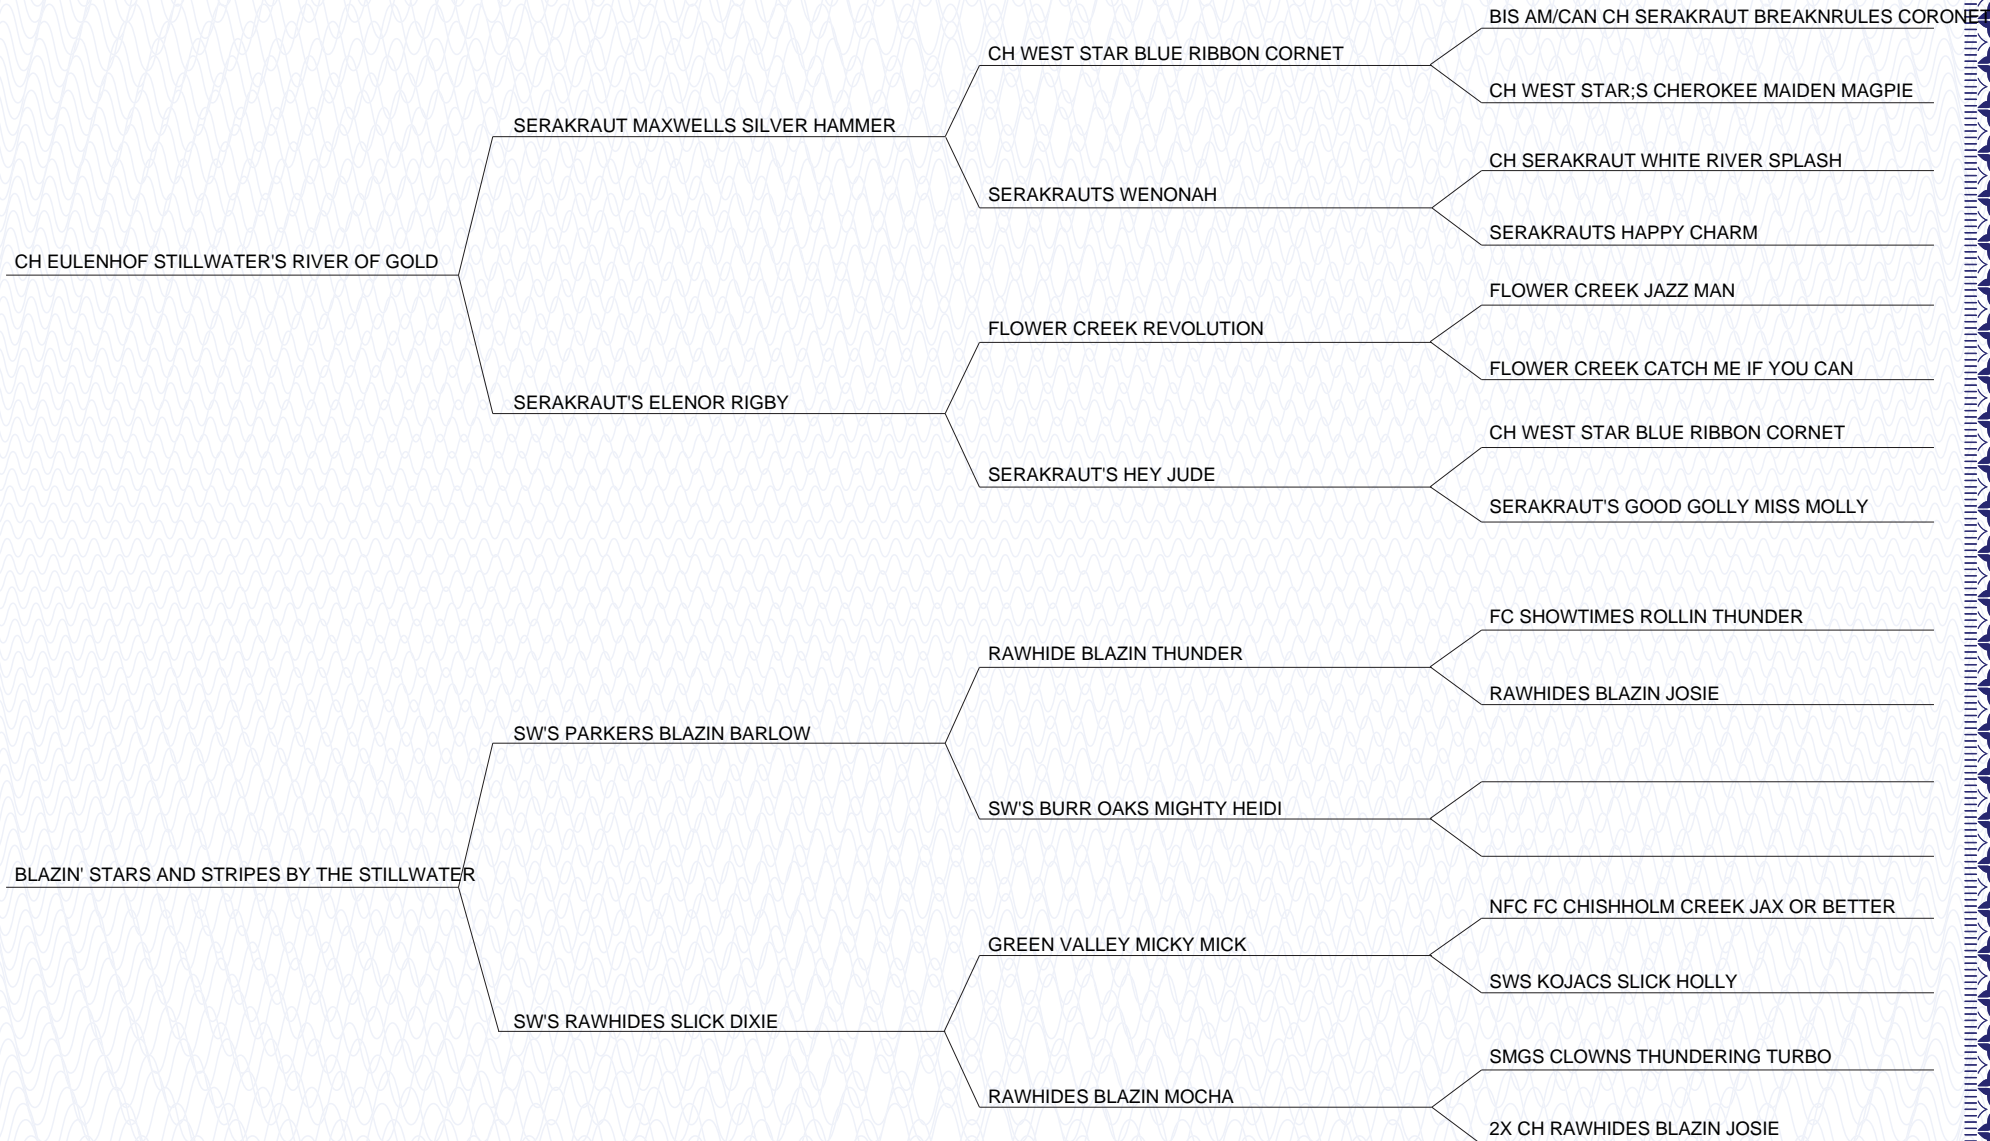 BIS AM/CAN CH SERAKRAUT BREAKNRULES CORONET
CH WEST STAR BLUE RIBBON CORNET
CH WEST STAR;S CHEROKEE MAIDEN MAGPIE
SERAKRAUT MAXWELLS SILVER HAMMER
CH SERAKRAUT WHITE RIVER SPLASH
SERAKRAUTS WENONAH
SERAKRAUTS HAPPY CHARM
CH EULENHOF STILLWATER'S RIVER OF GOLD
FLOWER CREEK JAZZ MAN
FLOWER CREEK REVOLUTION
FLOWER CREEK CATCH ME IF YOU CAN
SERAKRAUT'S ELENOR RIGBY
CH WEST STAR BLUE RIBBON CORNET
SERAKRAUT'S HEY JUDE
SERAKRAUT'S GOOD GOLLY MISS MOLLY
FC SHOWTIMES ROLLIN THUNDER
RAWHIDE BLAZIN THUNDER
RAWHIDES BLAZIN JOSIE
SW'S PARKERS BLAZIN BARLOW
SW'S BURR OAKS MIGHTY HEIDI
BLAZIN' STARS AND STRIPES BY THE STILLWATER
NFC FC CHISHHOLM CREEK JAX OR BETTER
GREEN VALLEY MICKY MICK
SWS KOJACS SLICK HOLLY
SW'S RAWHIDES SLICK DIXIE
SMGS CLOWNS THUNDERING TURBO
RAWHIDES BLAZIN MOCHA
2X CH RAWHIDES BLAZIN JOSIE